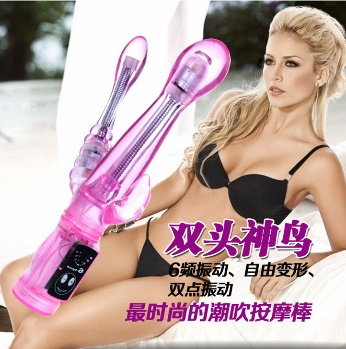 双头神鸟
6频振动、自由变形、
双点振动
最时尚的潮吹按摩棒